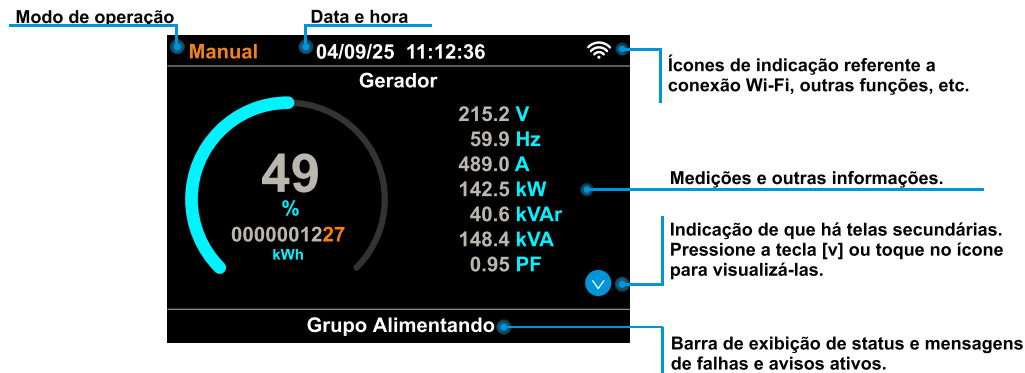 Modo de operação
Data e hora
Manual 04/09/25 11:12:36
Ícones de indicação referente a
conexão Wi-Fi, outras funções, etc.
Gerador
49
%
0000001227
kWh
215.2 V
59.9 Hz
489.0 A
142.5 kW
40.6 kVAr
148.4 kVA
0.95 PF
Medições e outras informações.
Indicação de que há telas secundárias.
Pressione a tecla [v] ou toque no ícone
para visualizá-las.
Grupo Alimentando
Barra de exibição de status e mensagens
de falhas e avisos ativos.